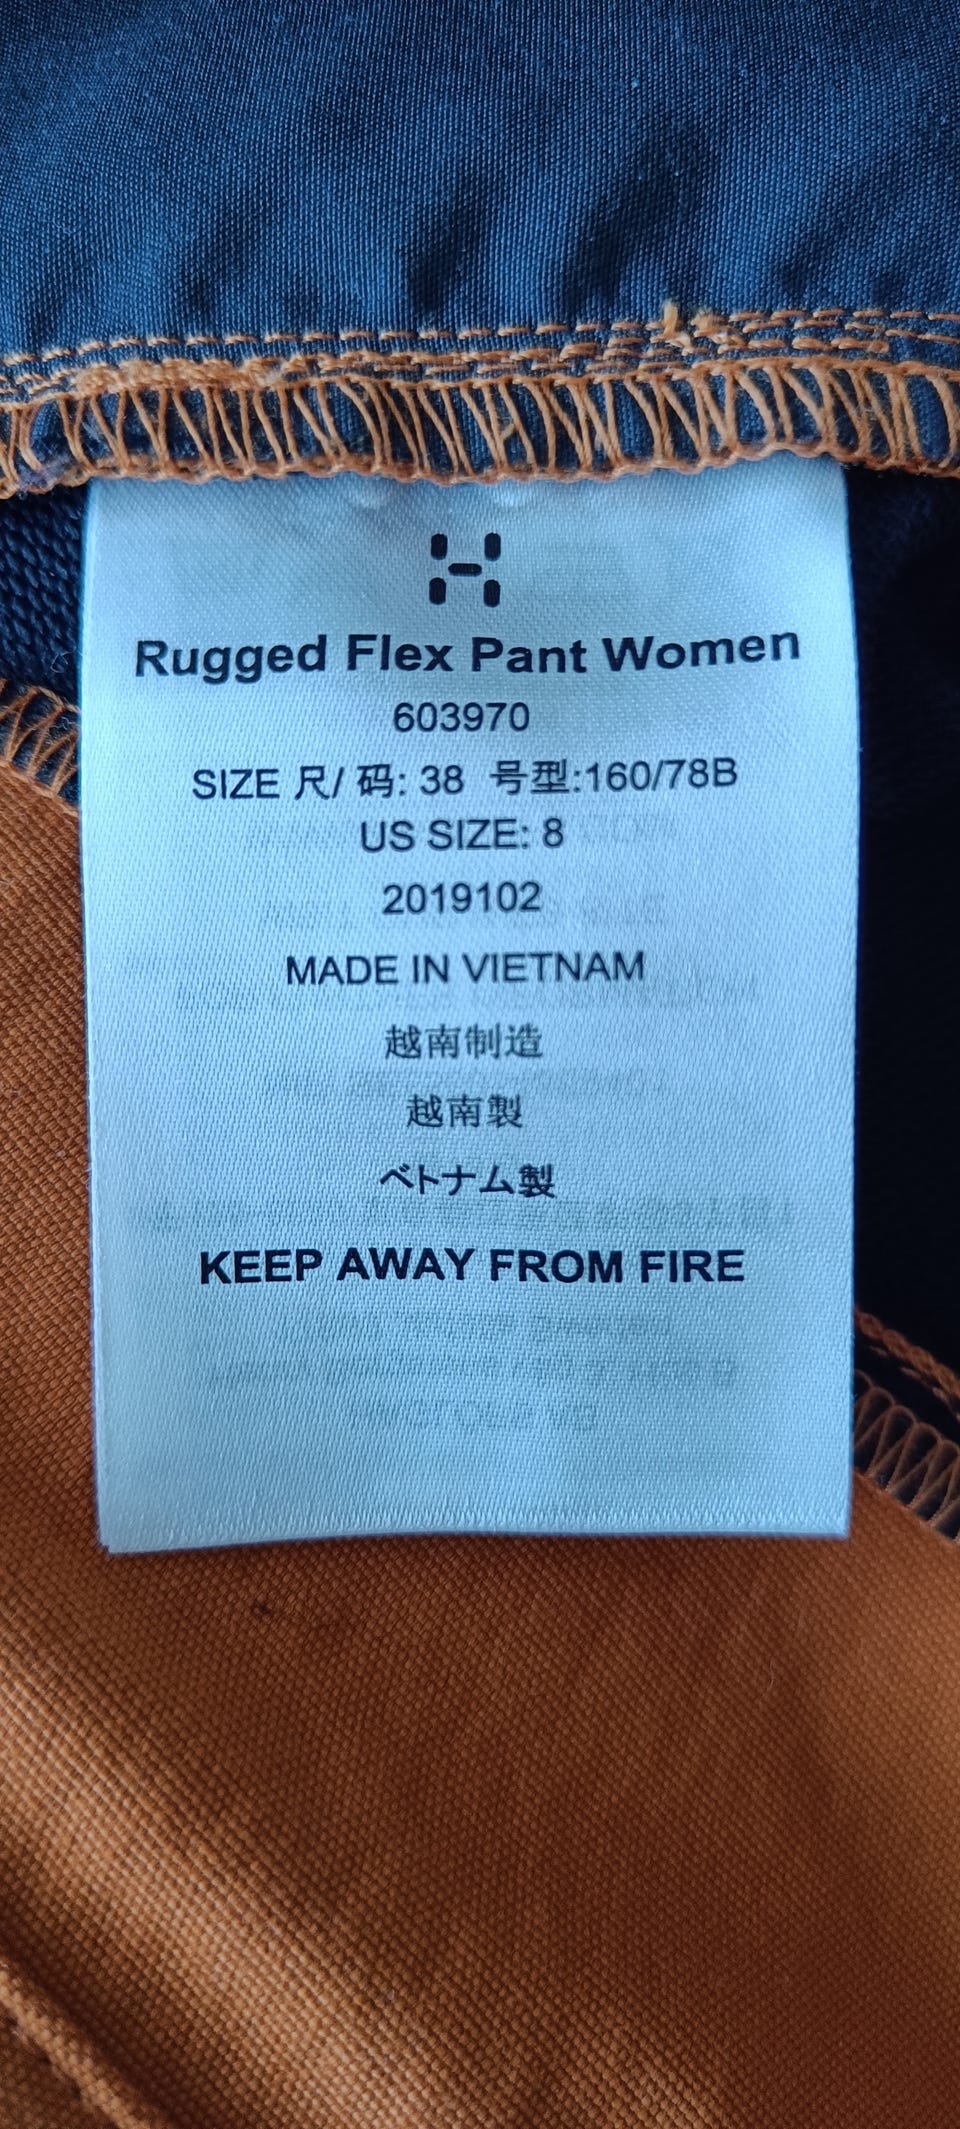 Rugged Flex Pant Women
603970
SIZE 尺/ 码: 38 号型:160/78B
US SIZE: 8
2019102
MADE IN VIETNAM
越南制造
越南製
ベトナム製
KEEP AWAY FROM FIRE